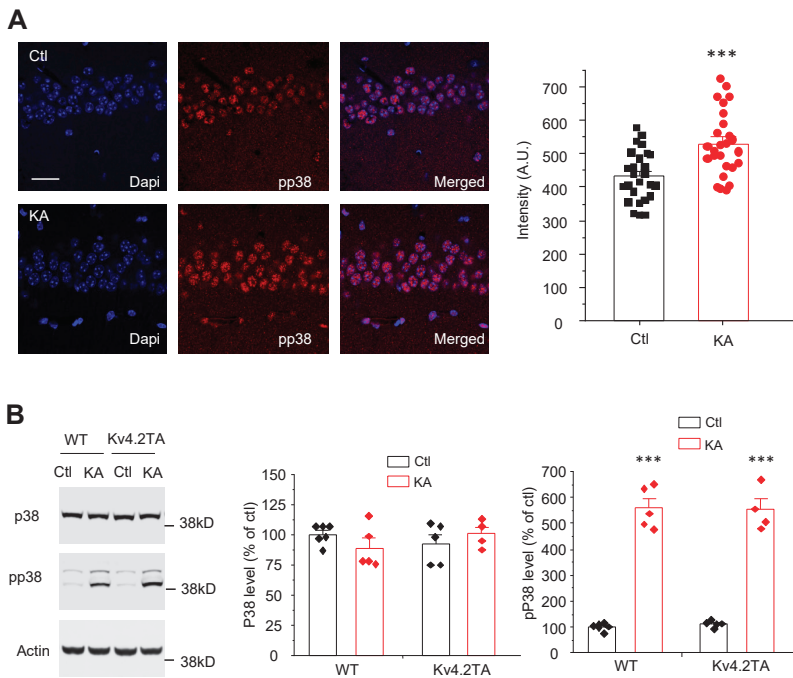 A
Ctl
Dapi
pp38
Merged
KA
Dapi
pp38
Merged
***
Intensity (A.U.)
700
600
500
400
300
200
100
0
Ctl
KA
B
WT
Kv4.2TA
Ctl
KA
Ctl
KA
p38
38kD
pp38
38kD
Actin
38kD
Ctl
KA
P38 level (% of ctl)
150
125
100
75
50
25
0
WT
Kv4.2TA
Ctl
KA
***
***
pP38 level (% of ctl)
700
600
500
400
300
200
100
0
WT
Kv4.2TA